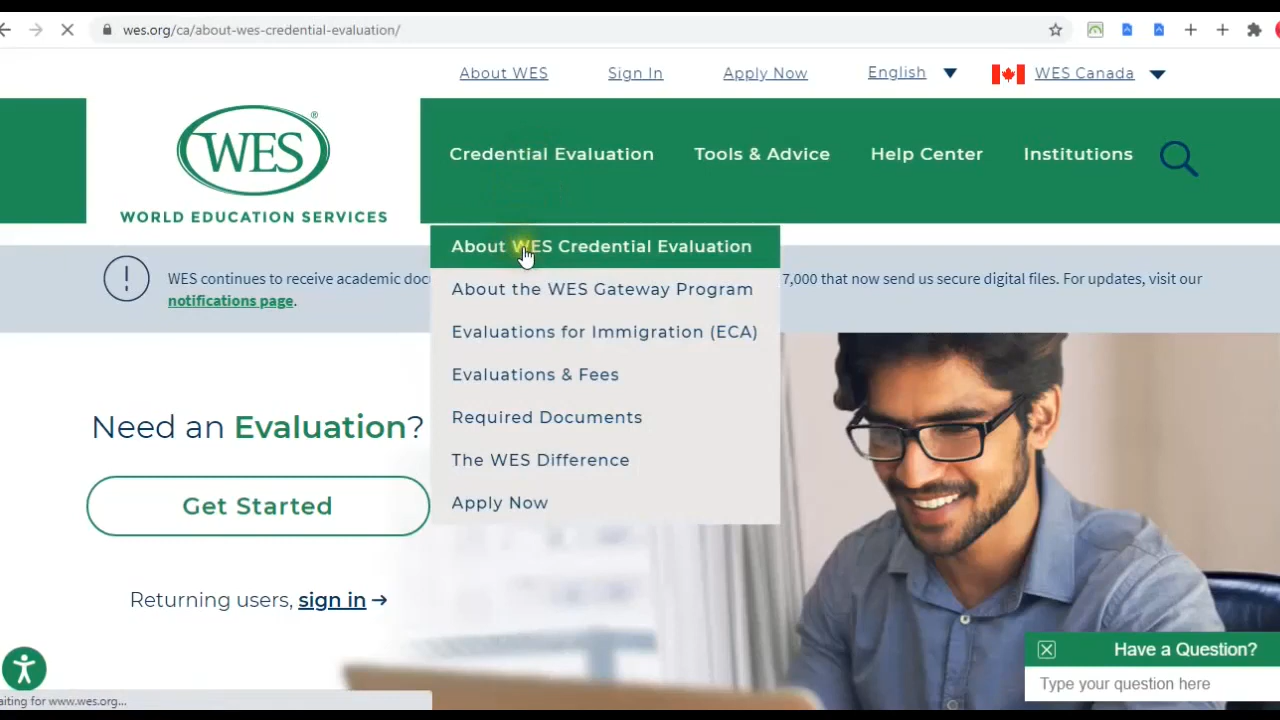 wes.org/ca/about-wes-credential-evaluation/
About WES
Sign In
Apply Now
English
WES Canada
WES
®
WORLD EDUCATION SERVICES
Credential Evaluation
Tools & Advice
Help Center
Institutions
About WES Credential Evaluation
About the WES Gateway Program
Evaluations for Immigration (ECA)
Evaluations & Fees
Required Documents
The WES Difference
Apply Now
WES continues to receive academic 7,000 that now send us secure digital files. For updates, visit our
notifications page.
Need an Evaluation?
Get Started
Returning users, sign in →
Have a Question?
Type your question here
for www.wes.org...